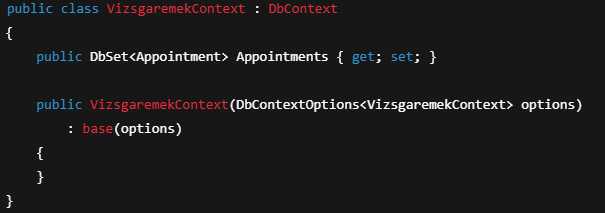 public class VizsgaremekContext : DbContext
{
    public DbSet<Appointment> Appointments { get; set; }
    public VizsgaremekContext(DbContextOptions<VizsgaremekContext> options)
        : base(options)
    {
    }
}